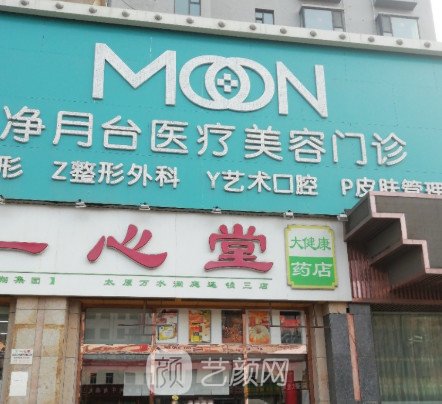 MOON
净月台医疗美容门诊
形 Z整形外科 Y艺术口腔 P皮肤管理
一心堂
大健康
药店
集团】
太原万水澜庭连锁三店
颜 艺颜网